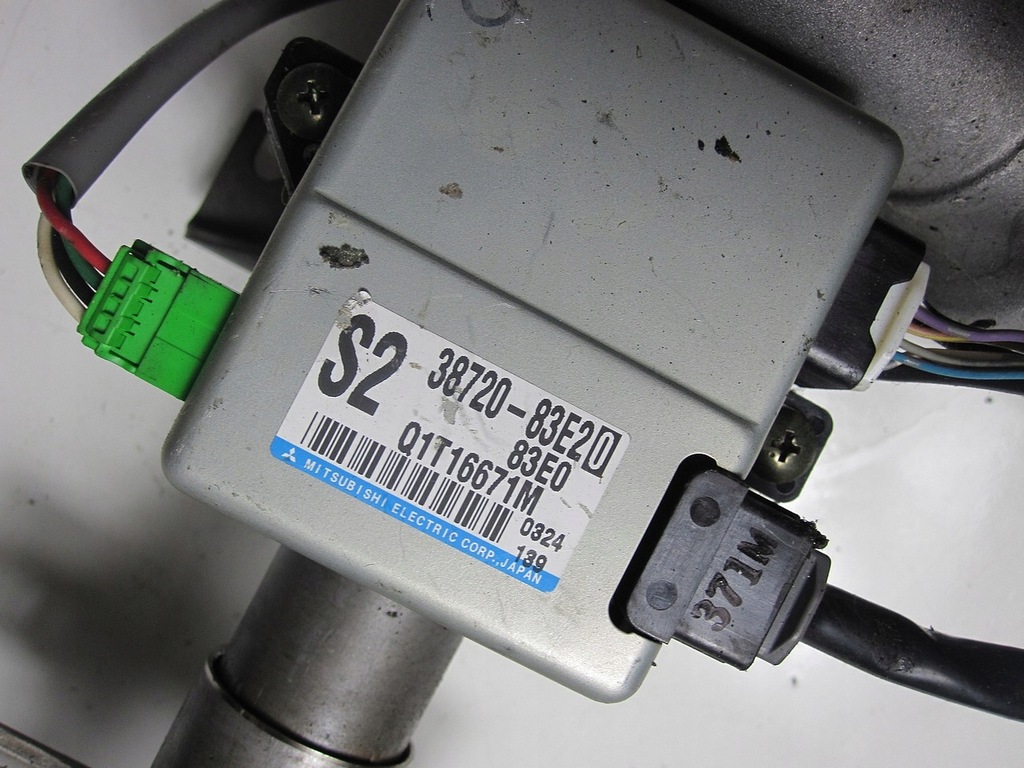 S2
38720-83E20
83E0
Q1T16671M
0324
139
MITSUBISHI ELECTRIC CORP.,JAPAN
371M